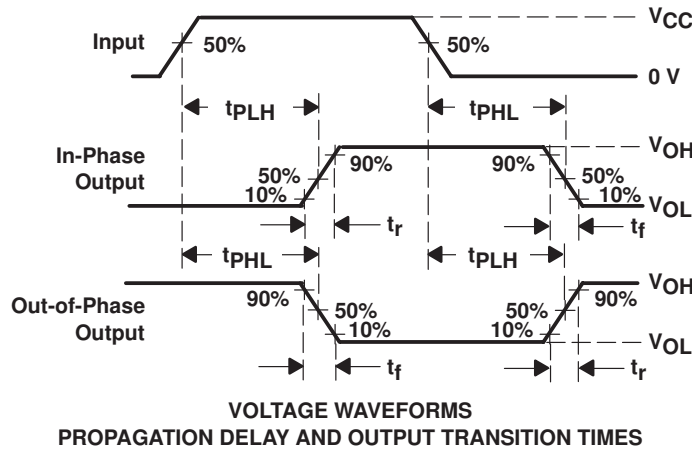 VCC
Input
50%
50%
0 V
tPLH
tPHL
In-Phase
Output
VOH
90%
90%
50%
50%
10%
10%
VOL
tr
tf
tPHL
tPLH
Out-of-Phase
Output
VOH
90%
90%
50%
50%
10%
10%
VOL
tf
tr
VOLTAGE WAVEFORMS
PROPAGATION DELAY AND OUTPUT TRANSITION TIMES